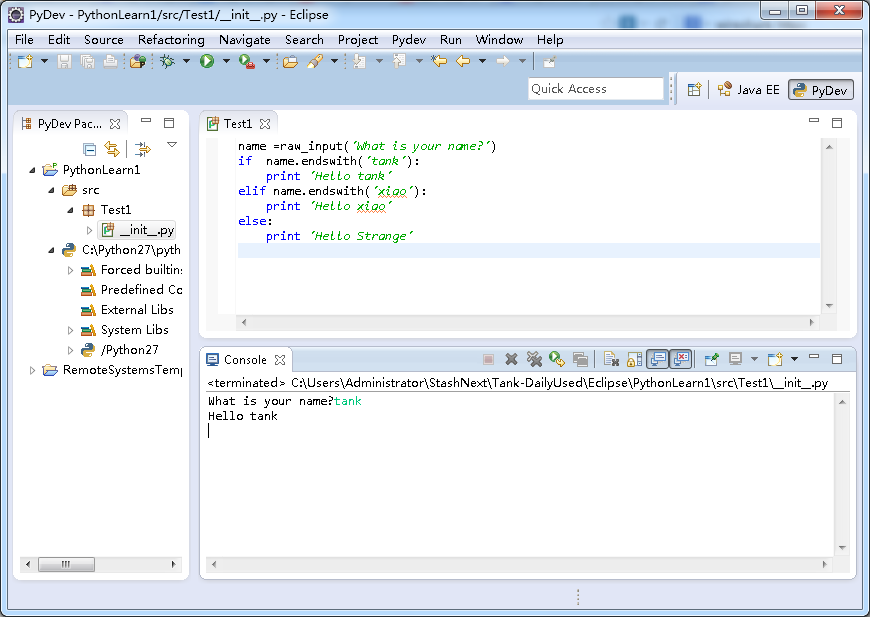 PyDev - PythonLearn1/src/Test1/__init__.py - Eclipse
File Edit Source Refactoring Navigate Search Project Pydev Run Window Help
Quick Access
Java EE
PyDev
PyDev Pac...
PythonLearn1
src
Test1
__init__.py
C:\Python27\pyth
Forced builtins
Predefined Co
External Libs
System Libs
/Python27
RemoteSystemsTemp
Test1
name =raw_input('What is your name?')
if  name.endswith('tank'):
    print 'Hello tank'
elif name.endswith('xiao'):
    print 'Hello xiao'
else:
    print 'Hello Strange'
Console
<terminated> C:\Users\Administrator\StashNext\Tank-DailyUsed\Eclipse\PythonLearn1\src\Test1\__init__.py
What is your name?tank
Hello tank